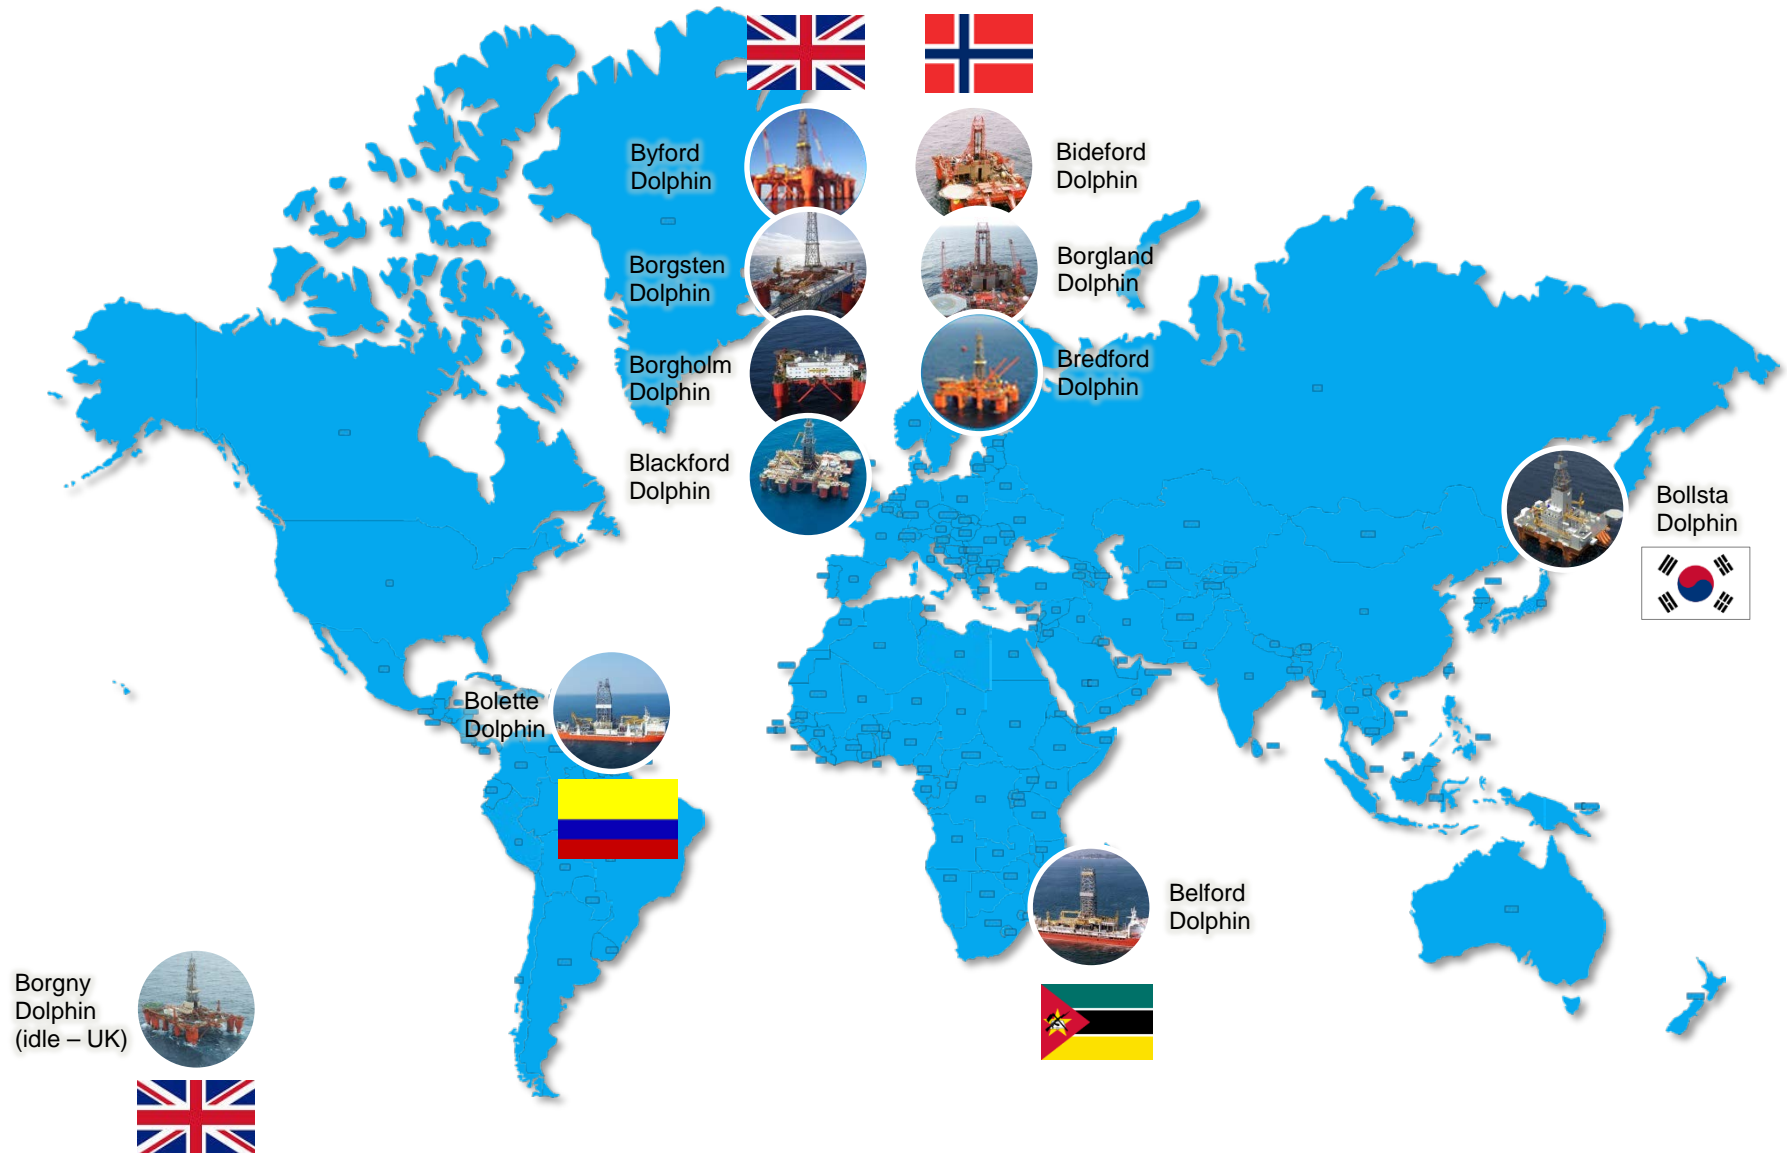 Byford
Dolphin
Bideford
Dolphin
Borgsten
Dolphin
Borgland
Dolphin
Borgholm
Dolphin
Bredford
Dolphin
Blackford
Dolphin
Bollsta
Dolphin
Bolette
Dolphin
Belford
Dolphin
Borgny
Dolphin
(idle – UK)